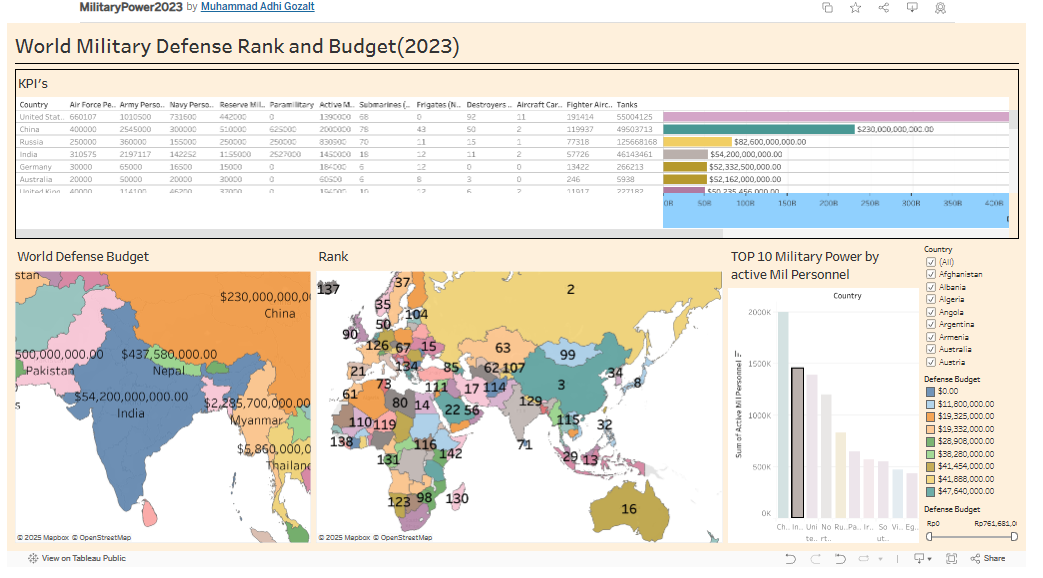 MilitaryPower2023 by Muhammad Adhi Gozalt
World Military Defense Rank and Budget(2023)
KPI's
Country Air Force Pe.. Army Perso.. Navy Perso.. Reserve Mil.. Paramilitary Active M.. Submarines (.. Frigates (N.. Destroyers .. Aircraft Car.. Fighter Airc.. Tanks
United Stat.. 660107 1010500 731600 442000 0 1390000 68 0 92 11 191414 55004125
China 400000 2545000 300000 510000 625000 2000000 78 43 50 2 119937 49503713 $230,000,000,000.00
Russia 250000 360000 155000 250000 250000 830900 70 11 15 1 77318 125668168 $82,600,000,000.00
India 310575 2197117 142252 1155000 2527000 1450000 18 12 11 2 57726 46143461 $54,200,000,000.00
Germany 30000 65000 16500 15000 0 184000 6 12 0 0 13422 266213 $52,332,500,000.00
Australia 20000 50000 20000 30000 0 60500 6 8 3 0 246 5938 $52,162,000,000.00
United Kin.. 40000 114100 46200 37000 0 194000 10 12 6 2 11917 227182 $50,235,456,000.00
0B 50B 100B 150B 200B 250B 300B 350B 400B
World Defense Budget
stan
$230,000,000,0
China
500,000,000.00 $437,580,000.00
Pakistan Nepal
$54,200,000,000.00 $2,285,700,000.00
India Myanmar
$5,860,000,0
Thailand
s
© 2025 Mapbox © OpenStreetMap
Rank
137 37 2
35
50 104
90 126 67 15 63 99
21 134 85 62 107 34
73 111 17 114 3 8
61 80 14 22 56 129
110 119 115 32
138 116 71
131 142 29 13
123 98 130 16
© 2025 Mapbox © OpenStreetMap
TOP 10 Military Power by
active Mil Personnel
Country
Sum of Active Mil Personnel
2000K
1500K
1000K
500K
0K
Ch.. In.. Uni No Ru.. Pa.. Ir.. So Vi.. Eg..
te.. rt.. ut..
Country
(All)
Afghanistan
Albania
Algeria
Angola
Argentina
Armenia
Australia
Austria
Defense Budget
$0.00
$11,800,000.00
$19,325,000.00
$19,332,000.00
$28,908,000.00
$38,280,000.00
$41,454,000.00
$41,888,000.00
$47,640,000.00
Defense Budget
Rp0 Rp761,681,0
View on Tableau Public
Share